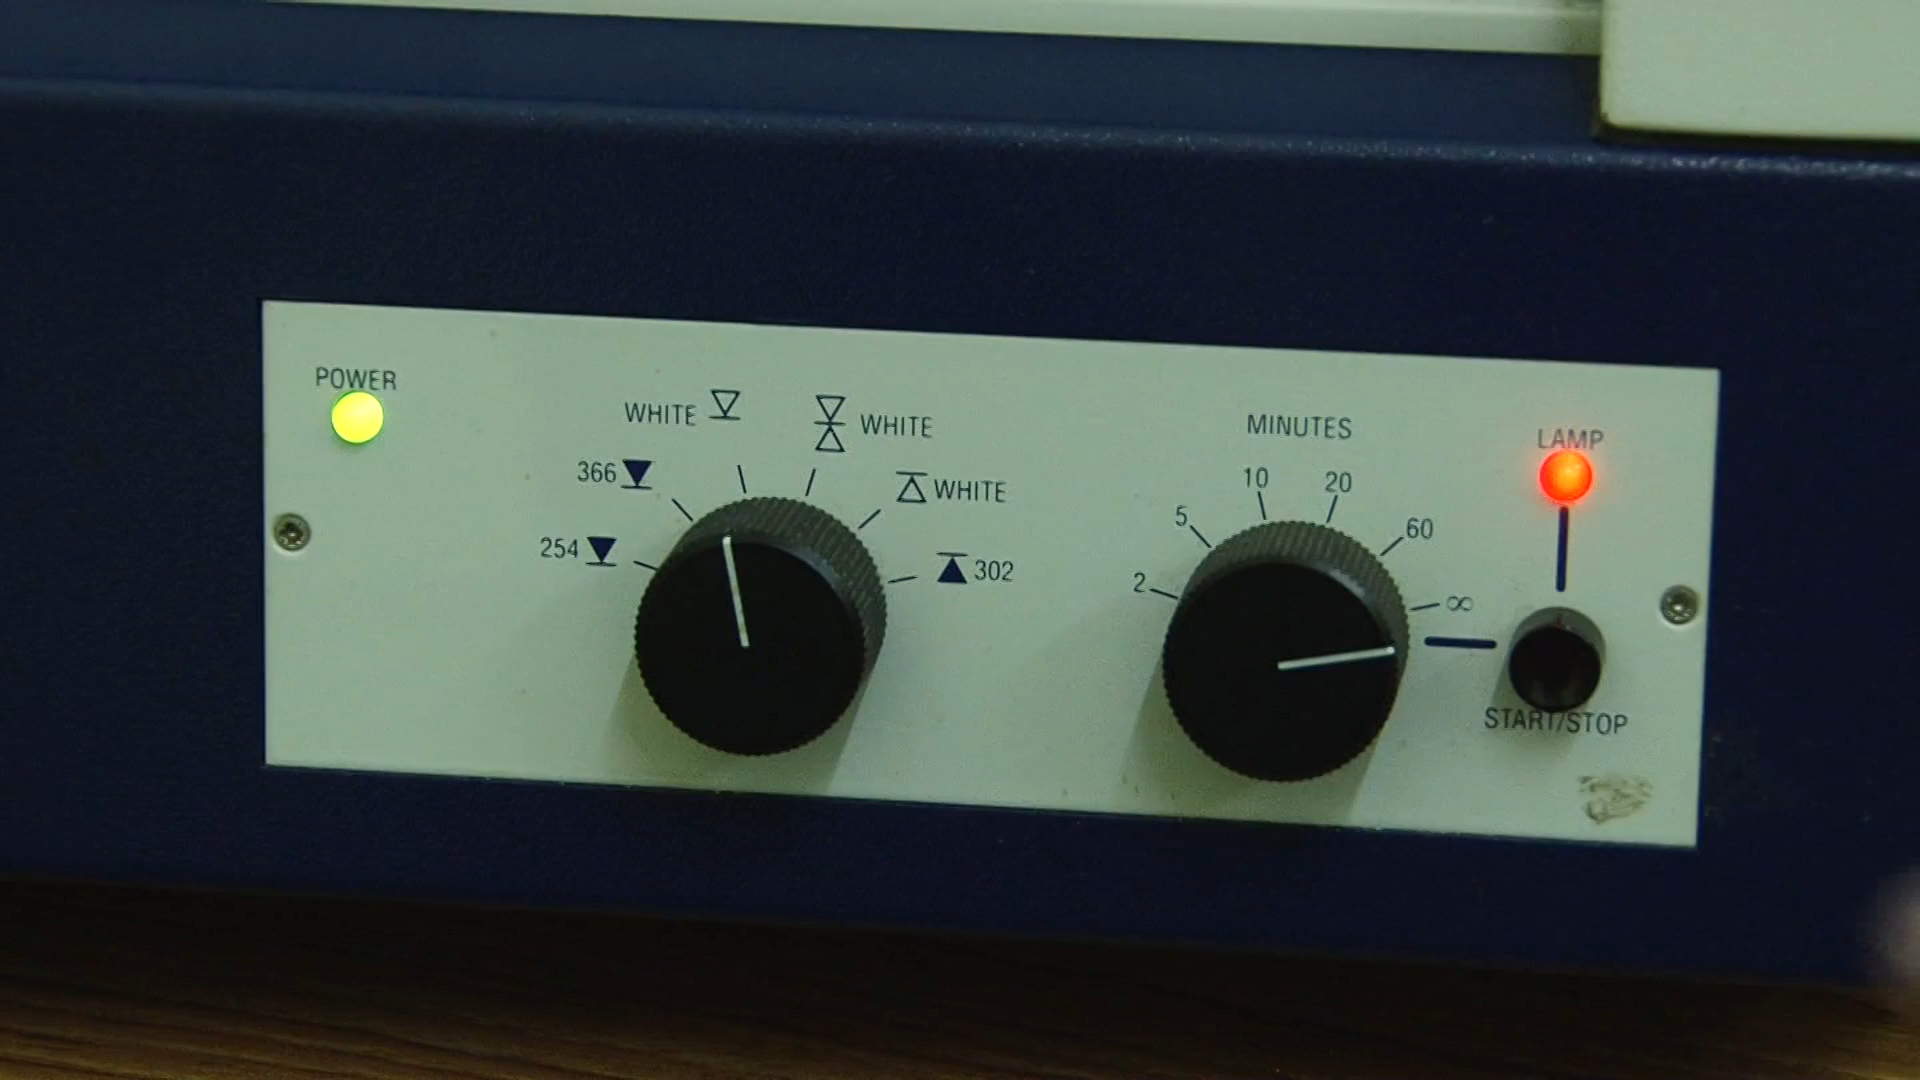 POWER
WHITE
WHITE
366
WHITE
254
302
MINUTES
10
20
5
60
2
∞
LAMP
START/STOP